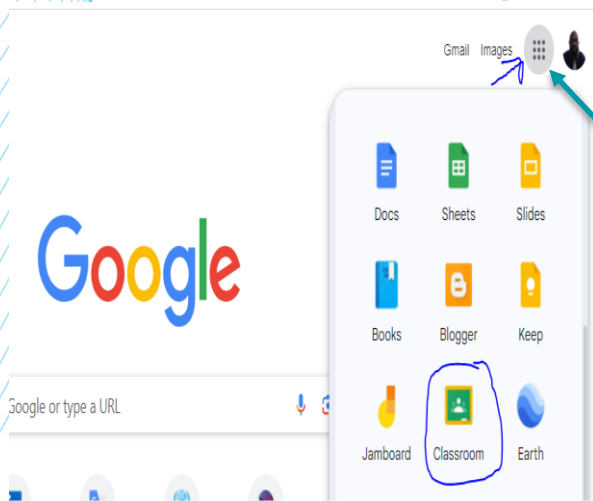 Gmail Images
Docs Sheets Slides
Google
Books Blogger Keep
Google or type a URL
Jamboard Classroom Earth